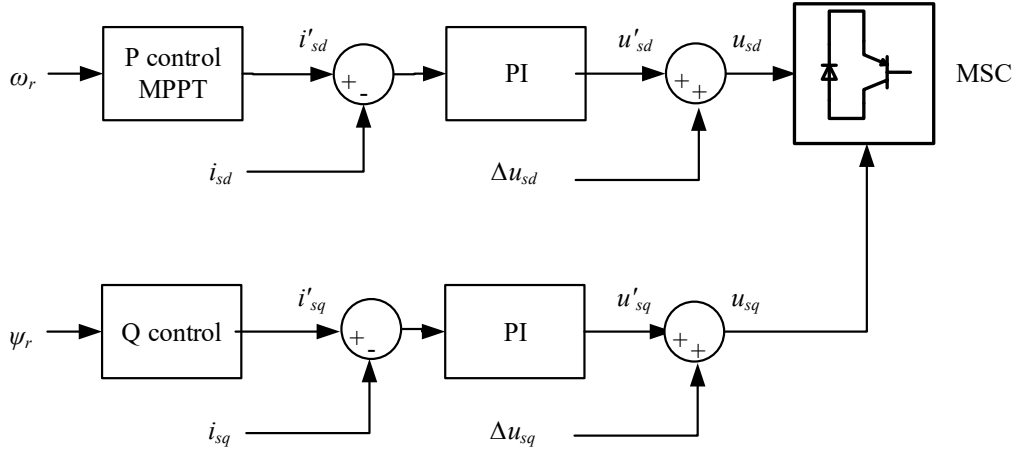 i'sd
u'sd
usd
ωr
P control
MPPT
+
-
PI
+
+
MSC
isd
Δusd
i'sq
u'sq
usq
ψr
Q control
+
-
PI
+
+
isq
Δusq